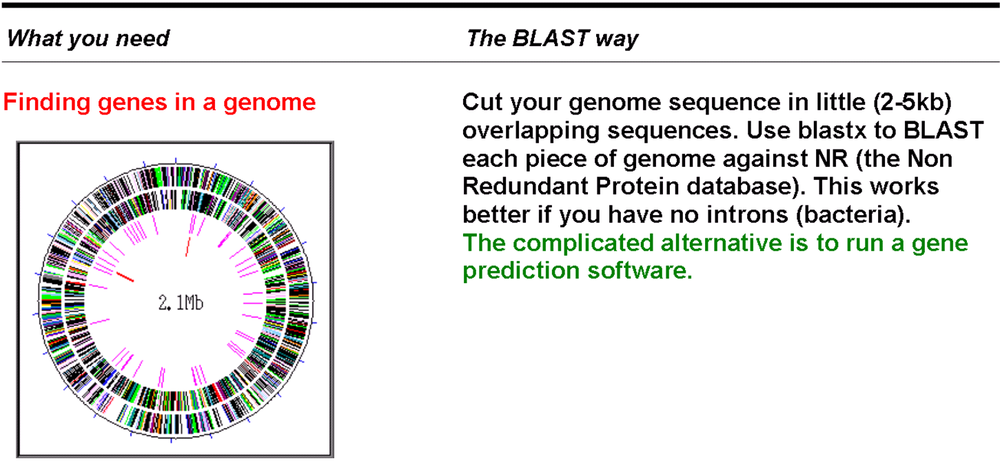 What you need
The BLAST way
Finding genes in a genome
Cut your genome sequence in little (2-5kb)
overlapping sequences. Use blastx to BLAST
each piece of genome against NR (the Non
Redundant Protein database). This works
better if you have no introns (bacteria).
The complicated alternative is to run a gene
prediction software.
2.1Mb